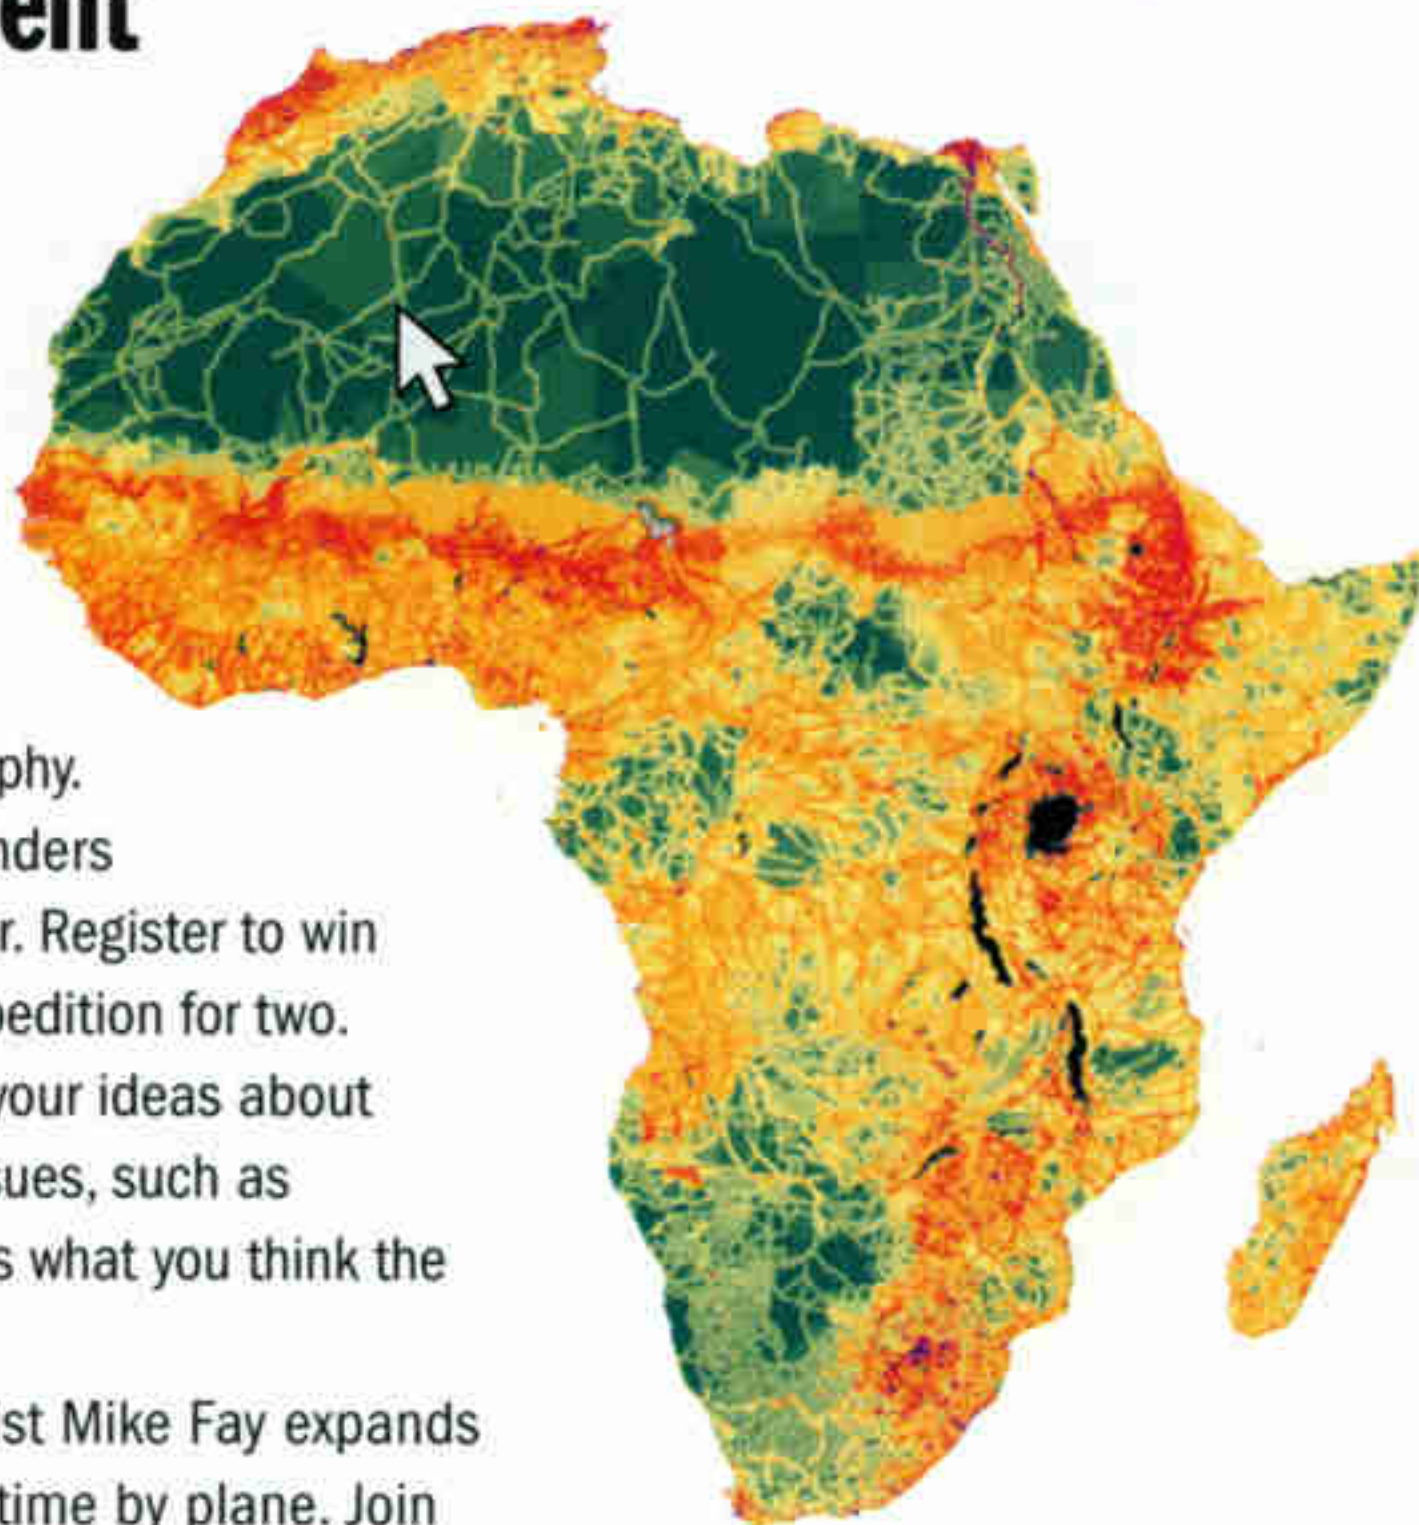 ent
phy.
nders
r. Register to win
pedition for two.
your ideas about
sues, such as
s what you think the
st Mike Fay expands
time by plane. Join